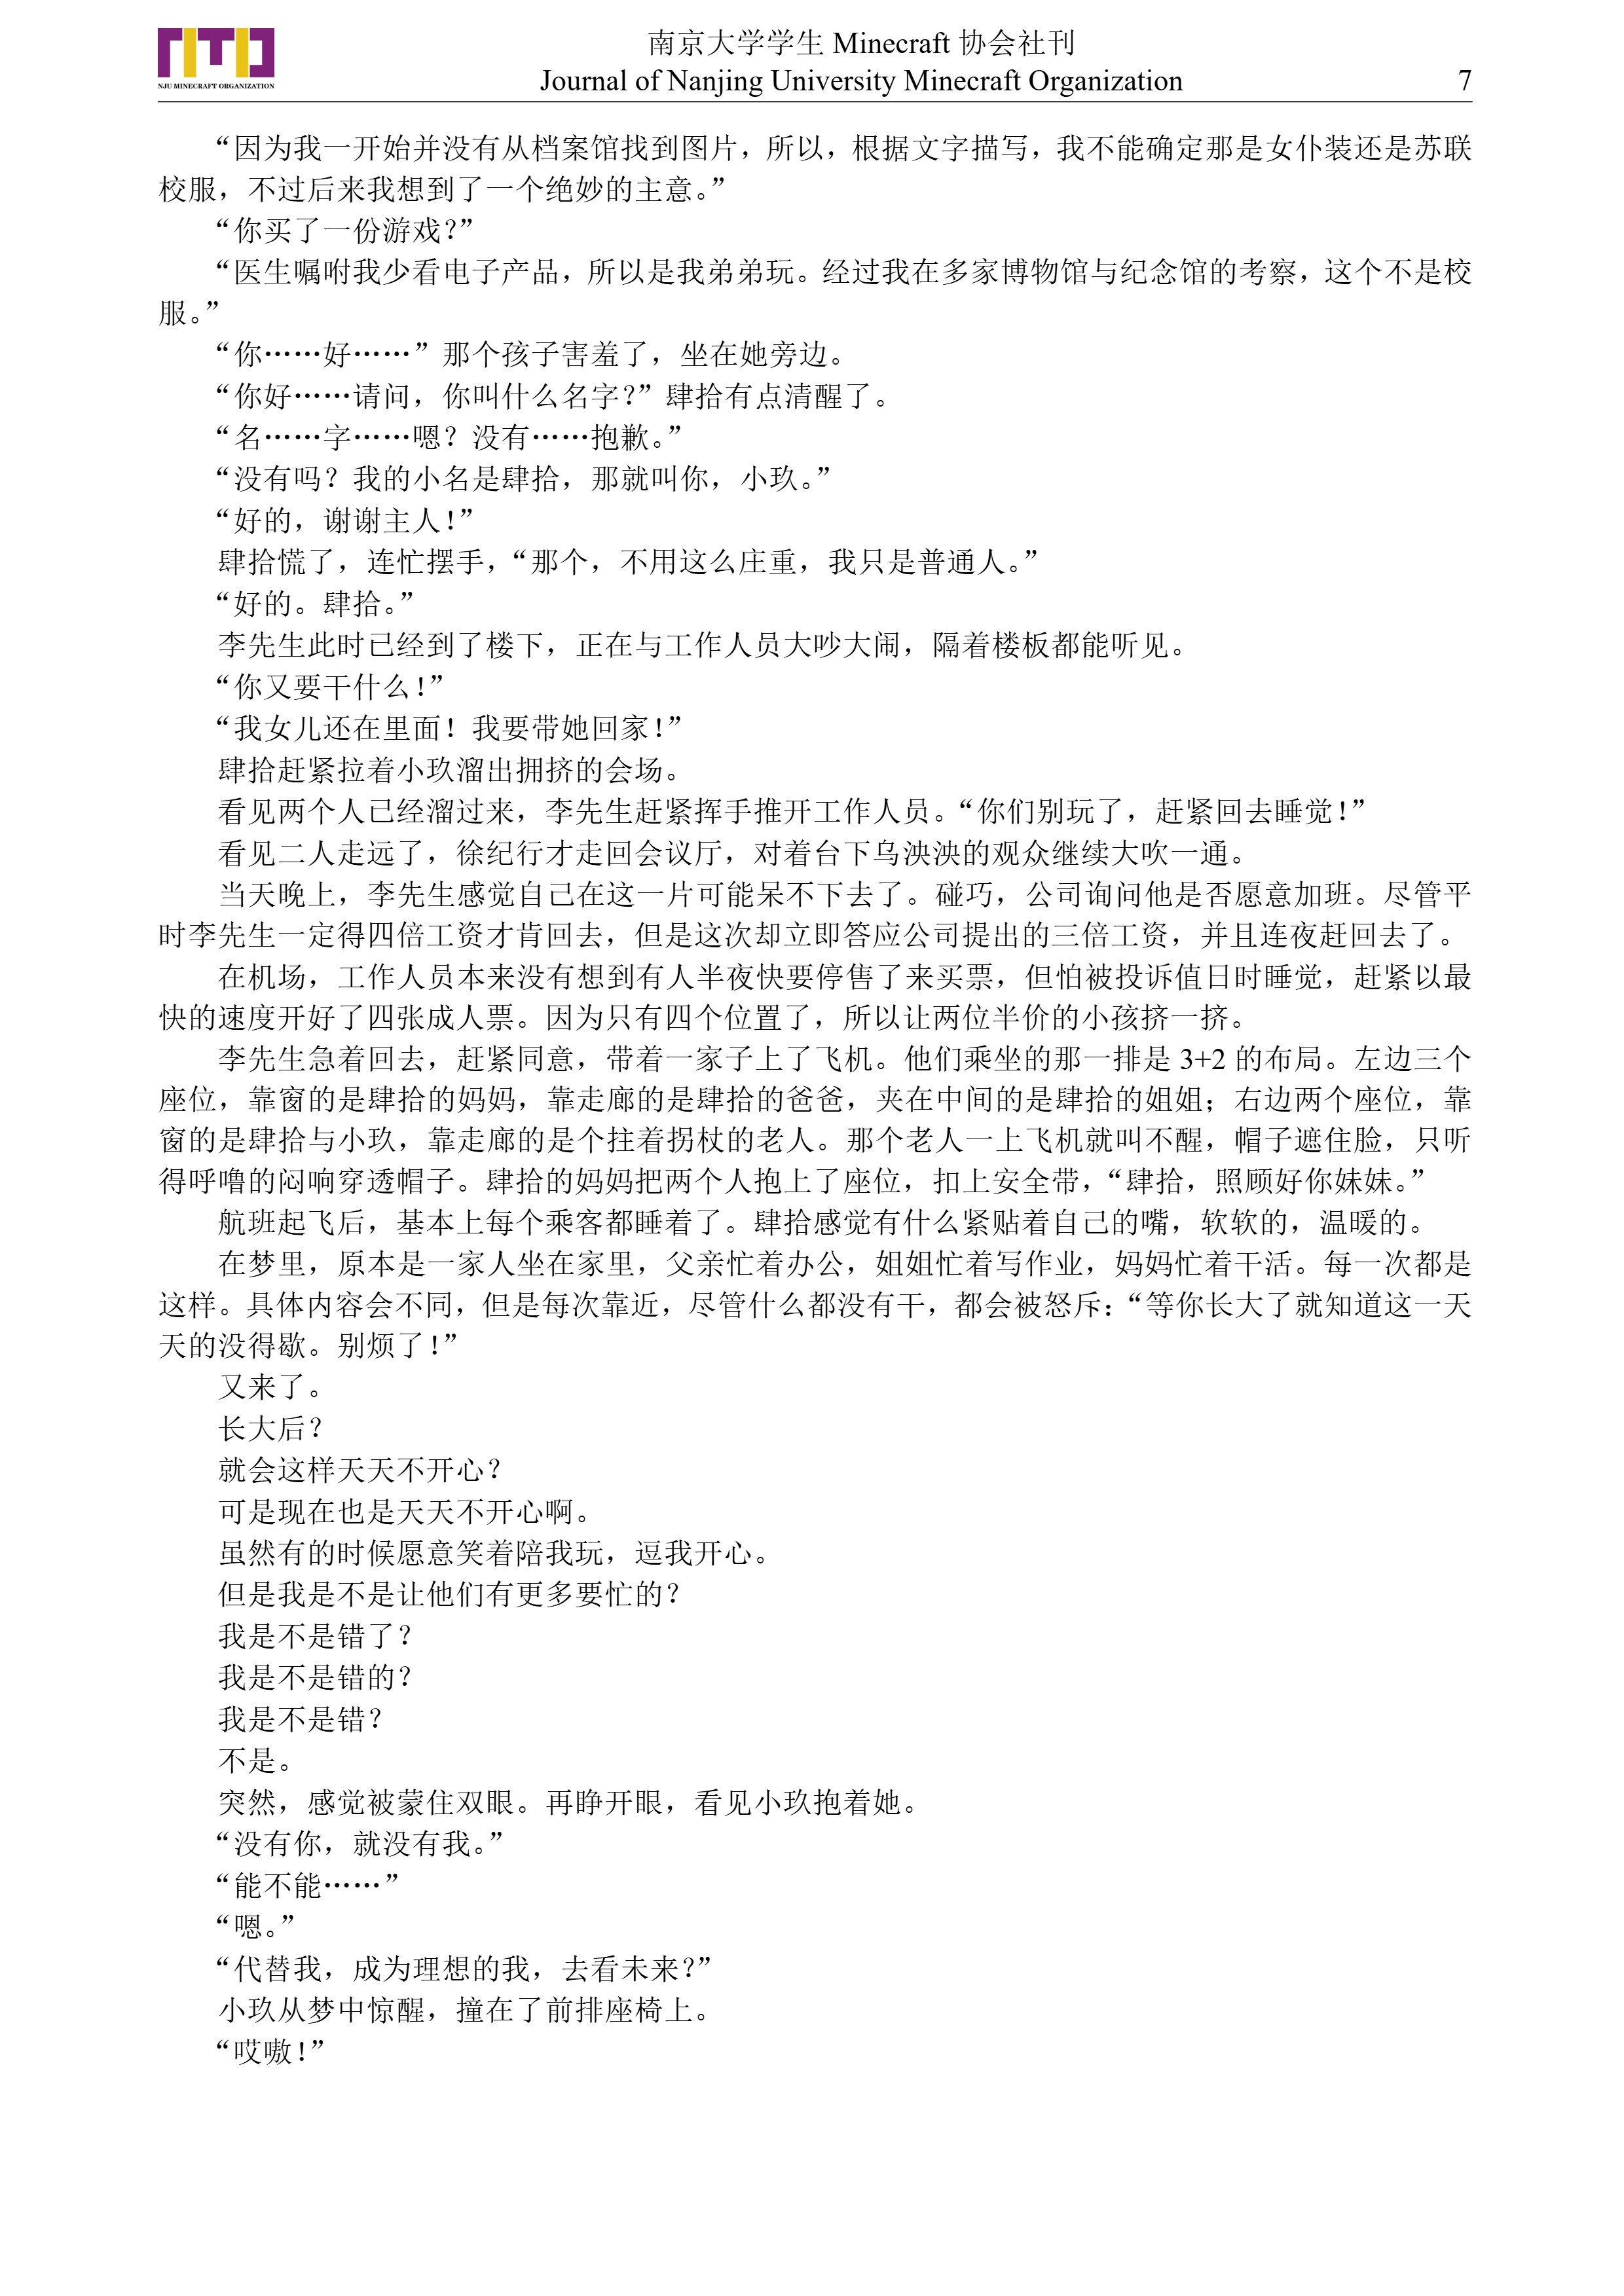 NJU MINECRAFT ORGANIZATION
南京大学学生 Minecraft 协会社刊
Journal of Nanjing University Minecraft Organization
7
“因为我一开始并没有从档案馆找到图片，所以，根据文字描写，我不能确定那是女仆装还是苏联
校服，不过后来我想到了一个绝妙的主意。”
“你买了一份游戏？”
“医生嘱咐我少看电子产品，所以是我弟弟玩。经过我在多家博物馆与纪念馆的考察，这个不是校
服。”
“你……好……”那个孩子害羞了，坐在她旁边。
“你好……请问，你叫什么名字？”肆拾有点清醒了。
“名……字……嗯？没有……抱歉。”
“没有吗？我的小名是肆拾，那就叫你，小玖。”
“好的，谢谢主人！”
肆拾慌了，连忙摆手，“那个，不用这么庄重，我只是普通人。”
“好的。肆拾。”
李先生此时已经到了楼下，正在与工作人员大吵大闹，隔着楼板都能听见。
“你又要干什么！”
“我女儿还在里面！我要带她回家！”
肆拾赶紧拉着小玖溜出拥挤的会场。
看见两个人已经溜过来，李先生赶紧挥手推开工作人员。“你们别玩了，赶紧回去睡觉！”
看见二人走远了，徐纪行才走回会议厅，对着台下乌泱泱的观众继续大吹一通。
当天晚上，李先生感觉自己在这一片可能呆不下去了。碰巧，公司询问他是否愿意加班。尽管平
时李先生一定得四倍工资才肯回去，但是这次却立即答应公司提出的三倍工资，并且连夜赶回去了。
在机场，工作人员本来没有想到有人半夜快要停售了来买票，但怕被投诉值日时睡觉，赶紧以最
快的速度开好了四张成人票。因为只有四个位置了，所以让两位半价的小孩挤一挤。
李先生急着回去，赶紧同意，带着一家子上了飞机。他们乘坐的那一排是 3+2 的布局。左边三个
座位，靠窗的是肆拾的妈妈，靠走廊的是肆拾的爸爸，夹在中间的是肆拾的姐姐；右边两个座位，靠
窗的是肆拾与小玖，靠走廊的是个拄着拐杖的老人。那个老人一上飞机就叫不醒，帽子遮住脸，只听
得呼噜的闷响穿透帽子。肆拾的妈妈把两个人抱上了座位，扣上安全带，“肆拾，照顾好你妹妹。”
航班起飞后，基本上每个乘客都睡着了。肆拾感觉有什么紧贴着自己的嘴，软软的，温暖的。
在梦里，原本是一家人坐在家里，父亲忙着办公，姐姐忙着写作业，妈妈忙着干活。每一次都是
这样。具体内容会不同，但是每次靠近，尽管什么都没有干，都会被怒斥：“等你长大了就知道这一天
天的没得歇。别烦了！”
又来了。
长大后？
就会这样天天不开心？
可是现在也是天天不开心啊。
虽然有的时候愿意笑着陪我玩，逗我开心。
但是我是不是让他们有更多要忙的？
我是不是错了？
我是不是错的？
我是不是错？
不是。
突然，感觉被蒙住双眼。再睁开眼，看见小玖抱着她。
“没有你，就没有我。”
“能不能……”
“嗯。”
“代替我，成为理想的我，去看未来？”
小玖从梦中惊醒，撞在了前排座椅上。
“哎嗷！”